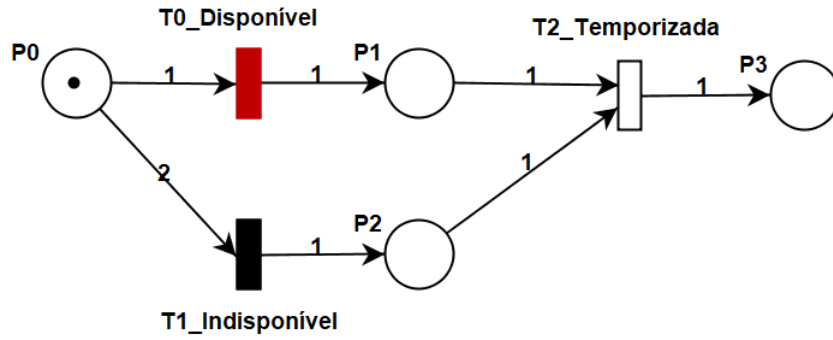 T0_Disponível
P0
P1
T2_Temporizada
P3
1
1
1
1
2
1
P2
1
T1_Indisponível